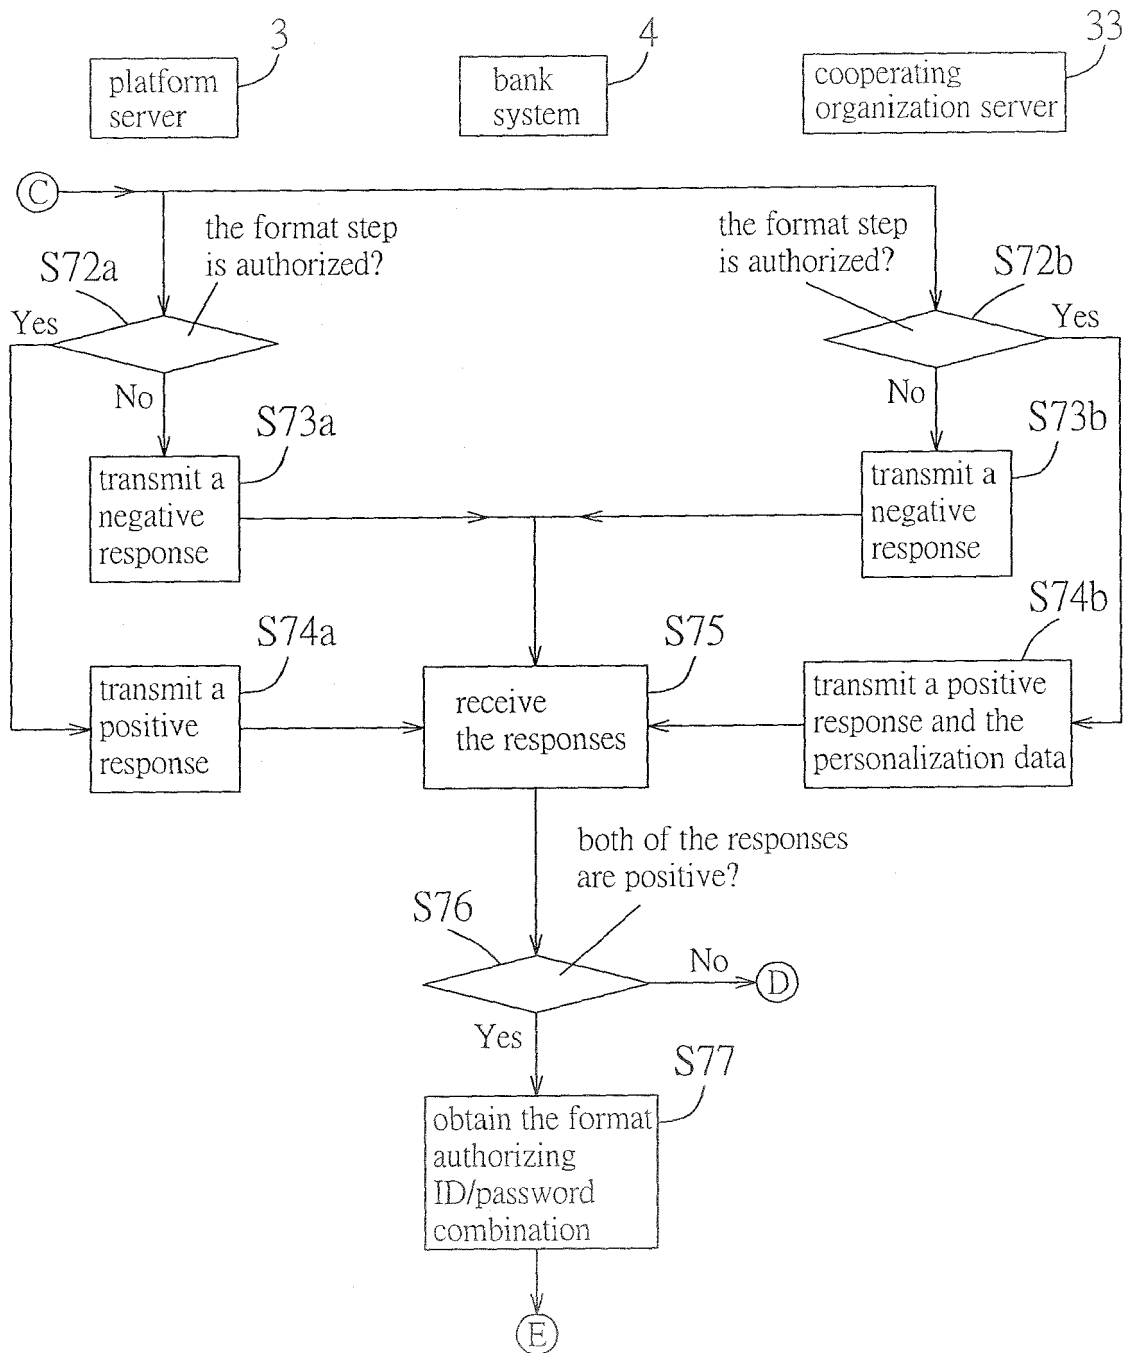 3
4
33
platform
server
bank
system
cooperating
organization server
C
the format step
is authorized?
the format step
is authorized?
S72a
S72b
Yes
Yes
No
No
S73a
S73b
transmit a
negative
response
transmit a
negative
response
S74a
S75
S74b
transmit a
positive
response
receive
the responses
transmit a positive
response and the
personalization data
both of the responses
are positive?
S76
No
D
Yes
S77
obtain the format
authorizing
ID/password
combination
E